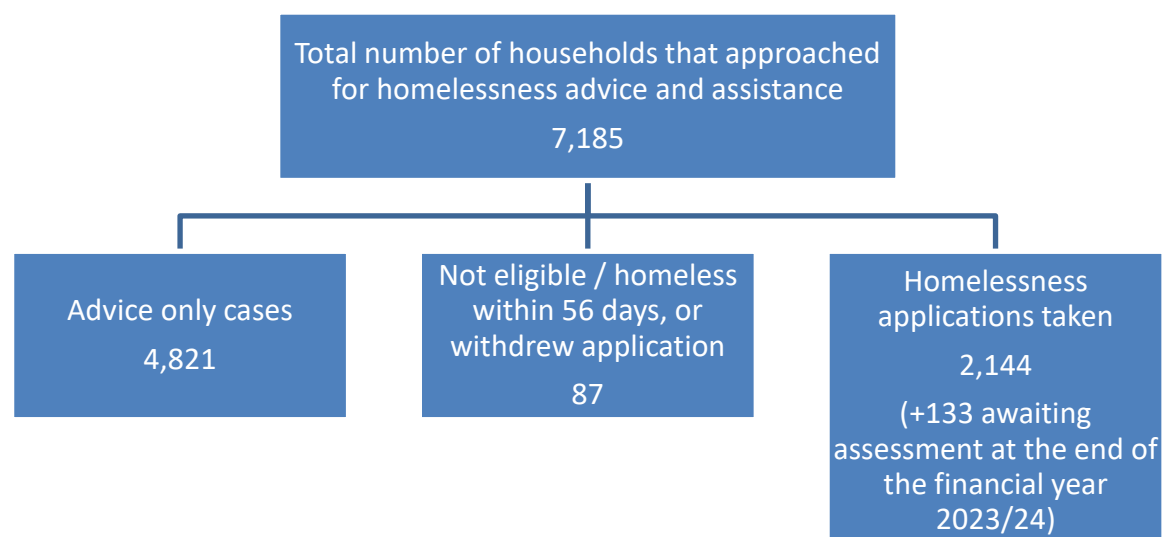 Total number of households that approached
for homelessness advice and assistance
7,185
Advice only cases
4,821
Not eligible / homeless
within 56 days, or
withdrew application
87
Homelessness
applications taken
2,144
(+133 awaiting
assessment at the end of
the financial year
2023/24)